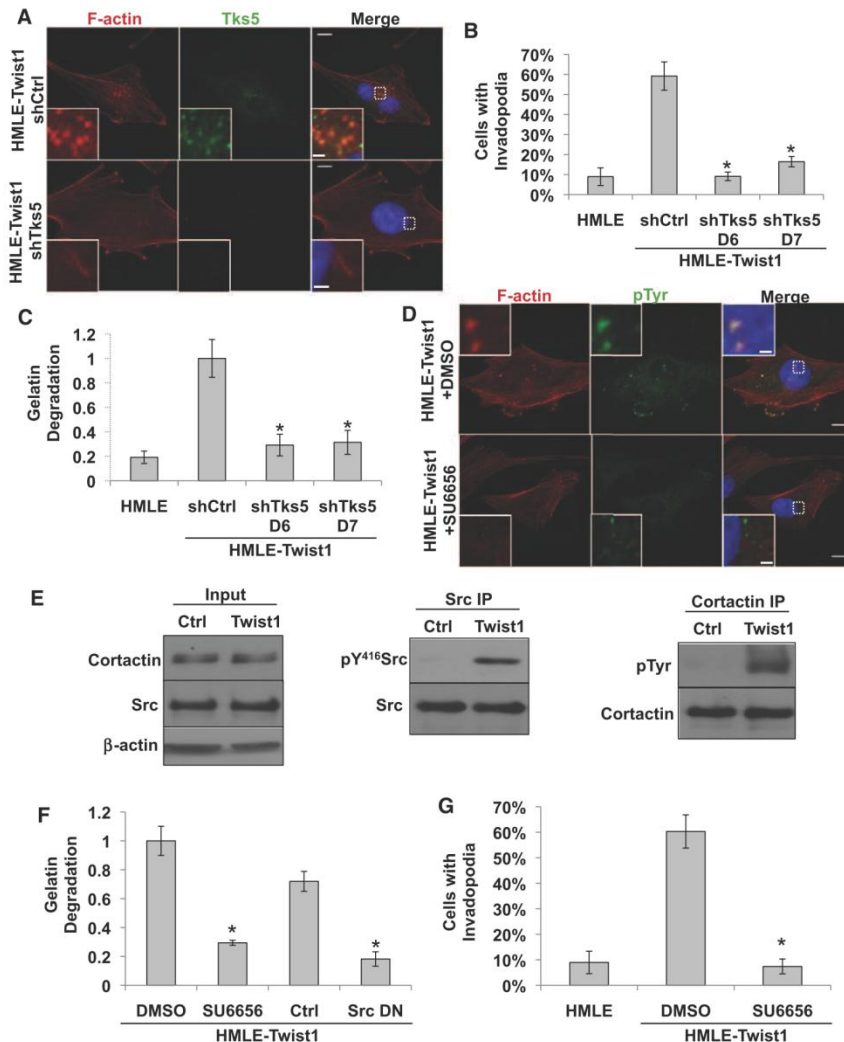 A
F-actin Tks5 Merge
HMLE-Twist1
shCtrl
HMLE-Twist1
shTks5
B
Cells with
Invadopodia
70%
60%
50%
40%
30%
20%
10%
0%
* *
HMLE shCtrl shTks5 shTks5
D6 D7
HMLE-Twist1
C
Gelatin
Degradation
1.2
1
0.8
0.6
0.4
0.2
0
* *
HMLE shCtrl shTks5 shTks5
D6 D7
HMLE-Twist1
D
F-actin pTyr Merge
HMLE-Twist1
+DMSO
HMLE-Twist1
+SU6656
E
Input
Ctrl Twist1
Cortactin
Src
β-actin
Src IP
Ctrl Twist1
pY⁴¹⁶Src
Src
Cortactin IP
Ctrl Twist1
pTyr
Cortactin
F
Gelatin
Degradation
1.2
1
0.8
0.6
0.4
0.2
0
* *
DMSO SU6656 Ctrl Src DN
HMLE-Twist1
G
Cells with
Invadopodia
80%
70%
60%
50%
40%
30%
20%
10%
0%
*
HMLE DMSO SU6656
HMLE-Twist1